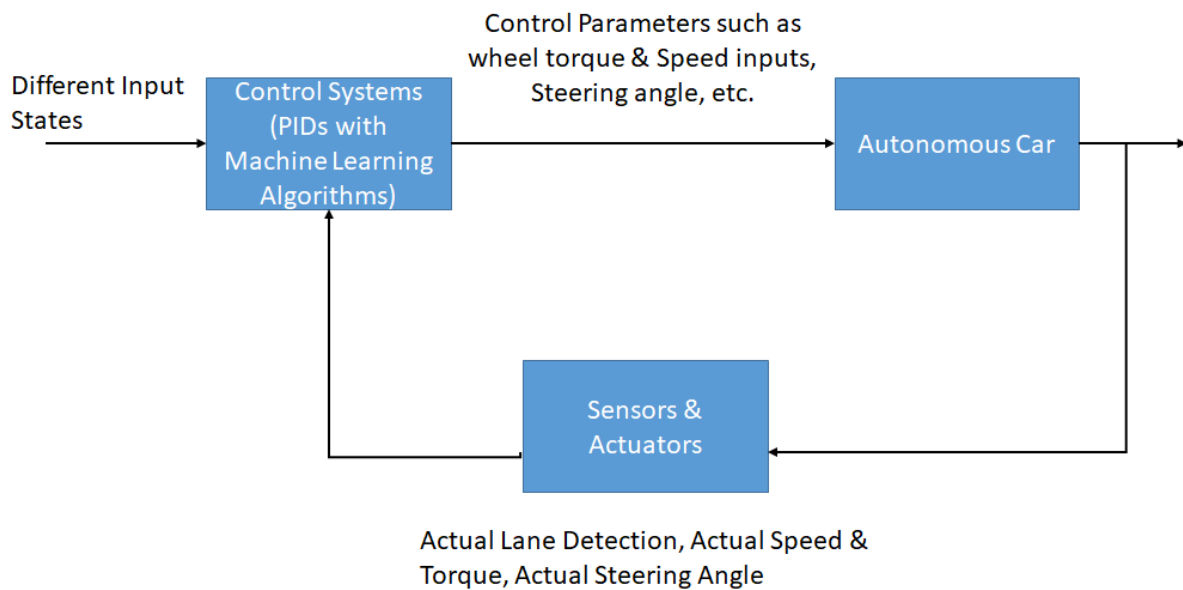 Control Parameters such as
wheel torque & Speed inputs,
Steering angle, etc.
Different Input
States
Control Systems
(PIDs with
Machine Learning
Algorithms)
Autonomous Car
Sensors &
Actuators
Actual Lane Detection, Actual Speed &
Torque, Actual Steering Angle